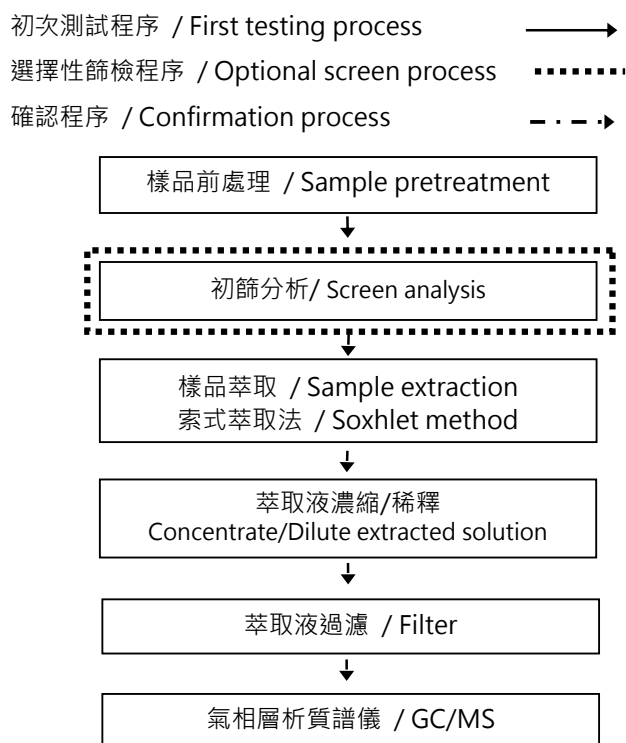 初次測試程序 / First testing process
選擇性篩檢程序 / Optional screen process
確認程序 / Confirmation process
樣品前處理 / Sample pretreatment
初篩分析/ Screen analysis
樣品萃取 / Sample extraction
索式萃取法 / Soxhlet method
萃取液濃縮/稀釋
Concentrate/Dilute extracted solution
萃取液過濾 / Filter
氣相層析質譜儀 / GC/MS